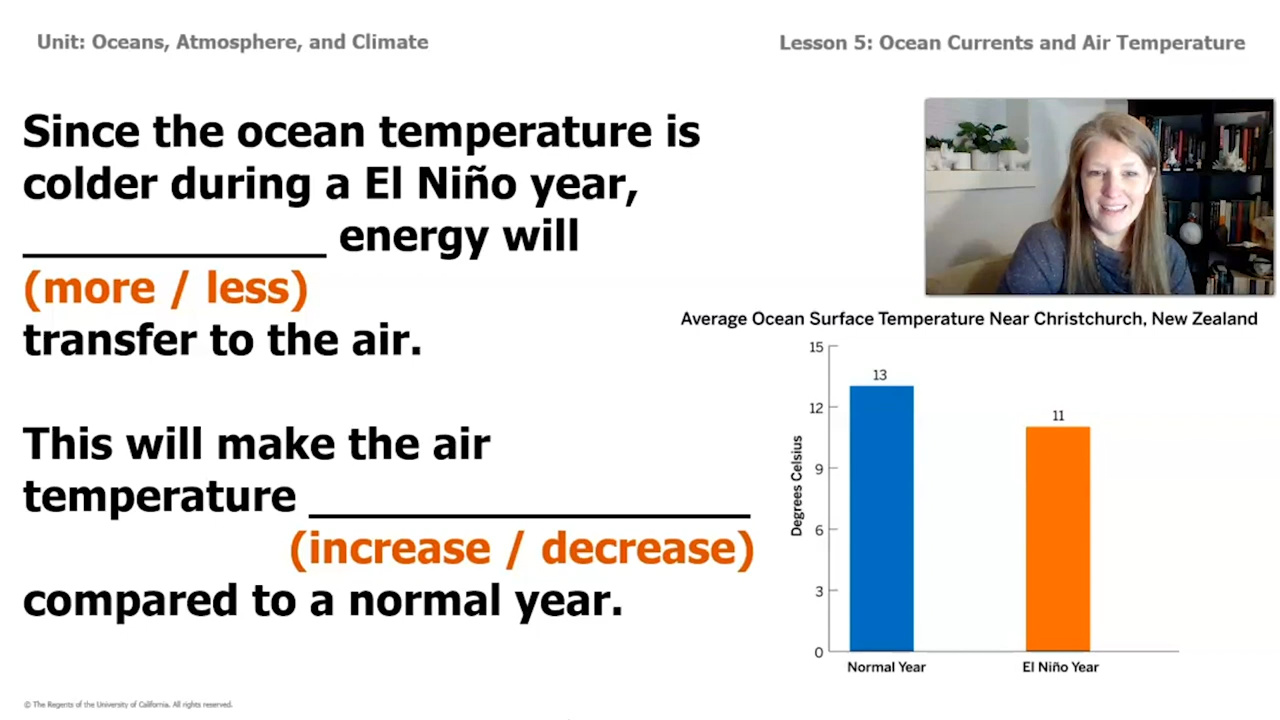 Unit: Oceans, Atmosphere, and Climate
Lesson 5: Ocean Currents and Air Temperature
Since the ocean temperature is
colder during a El Niño year,
______________ energy will
(more / less)
transfer to the air.
This will make the air
temperature ____________________
(increase / decrease)
compared to a normal year.
Average Ocean Surface Temperature Near Christchurch, New Zealand
Degrees Celsius
15
12
9
6
3
0
13
11
Normal Year
El Niño Year
© The Regents of the University of California. All rights reserved.